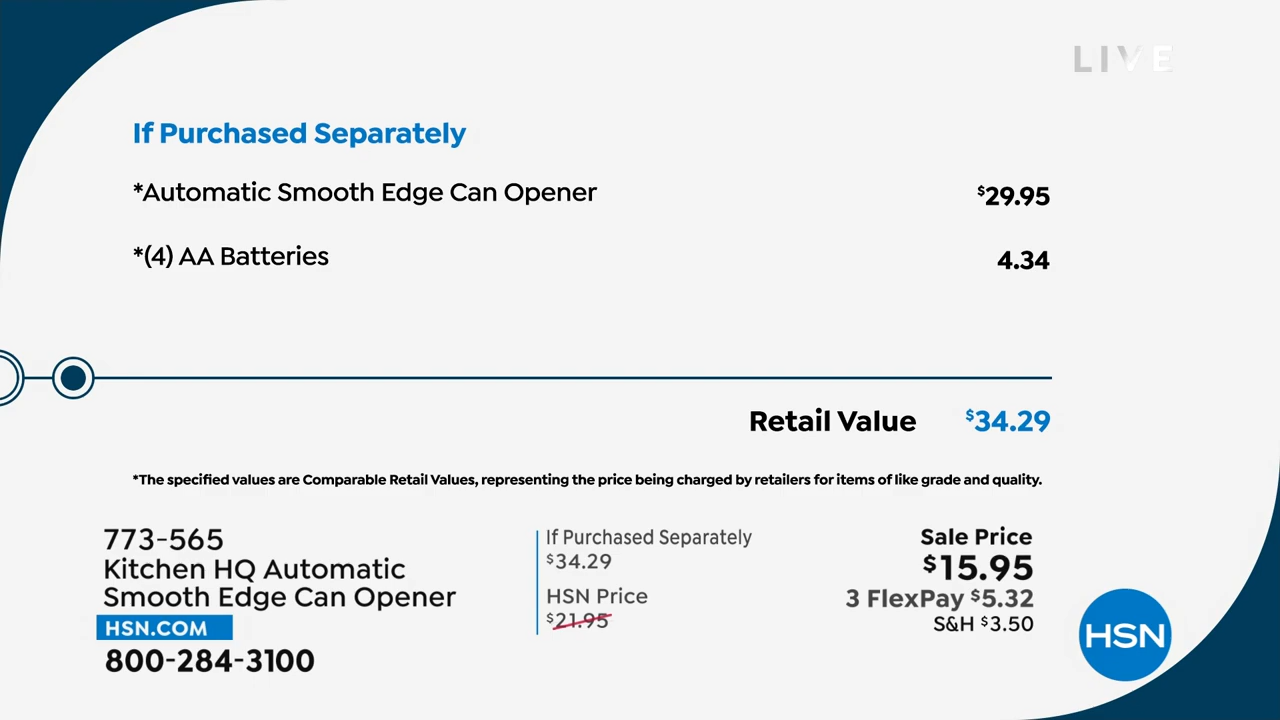 LIVE
If Purchased Separately
*Automatic Smooth Edge Can Opener $29.95
*(4) AA Batteries 4.34
Retail Value $34.29
*The specified values are Comparable Retail Values, representing the price being charged by retailers for items of like grade and quality.
773-565
Kitchen HQ Automatic
Smooth Edge Can Opener
HSN.COM
800-284-3100
If Purchased Separately
$34.29
HSN Price
$21.95
Sale Price
$15.95
3 FlexPay $5.32
S&H $3.50
HSN